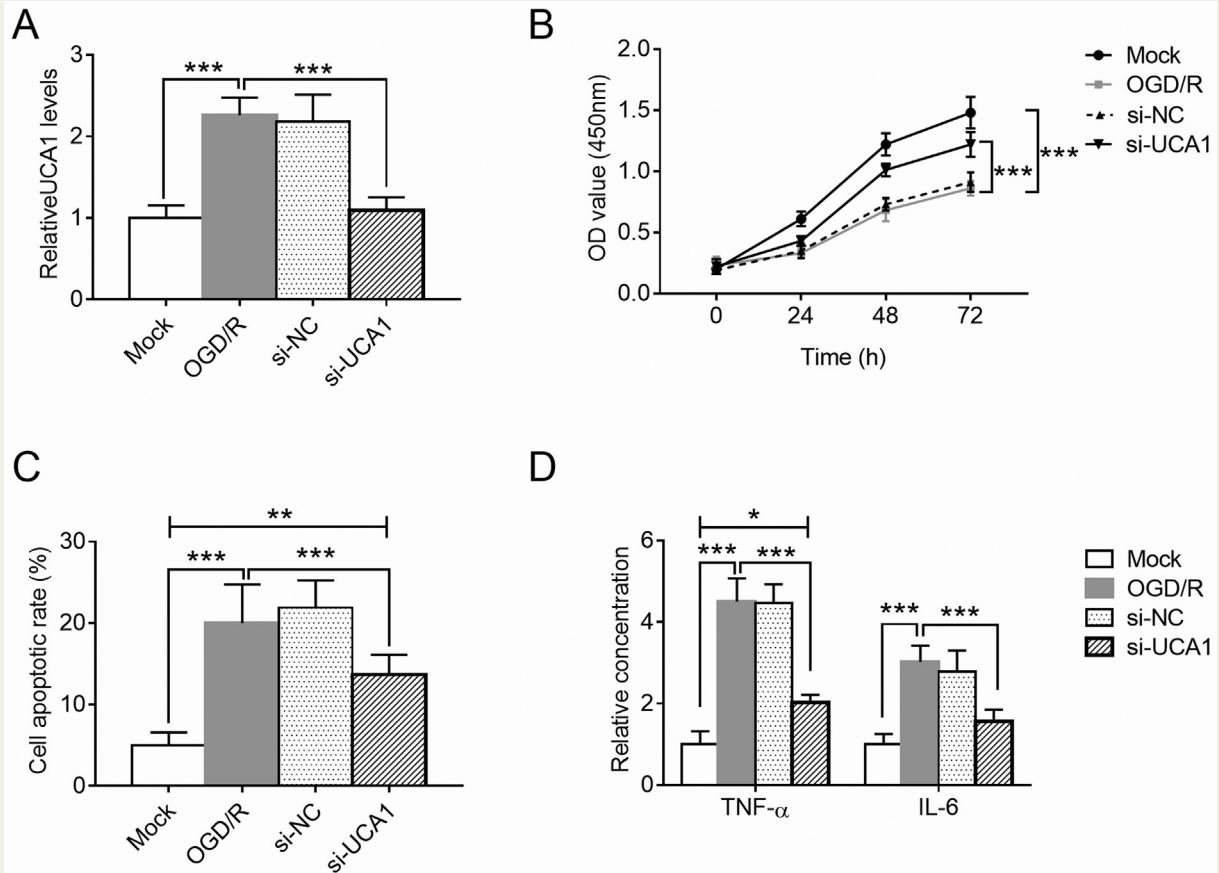 A
RelativeUCA1 levels
3
2
1
0
***
***
Mock
OGD/R
si-NC
si-UCA1
B
OD value (450nm)
2.0
1.5
1.0
0.5
0.0
0
24
48
72
Time (h)
Mock
OGD/R
si-NC
si-UCA1
***
***
C
Cell apoptotic rate (%)
30
20
10
0
**
***
***
Mock
OGD/R
si-NC
si-UCA1
D
Relative concentration
6
4
2
0
*
***
***
***
***
TNF-α
IL-6
Mock
OGD/R
si-NC
si-UCA1